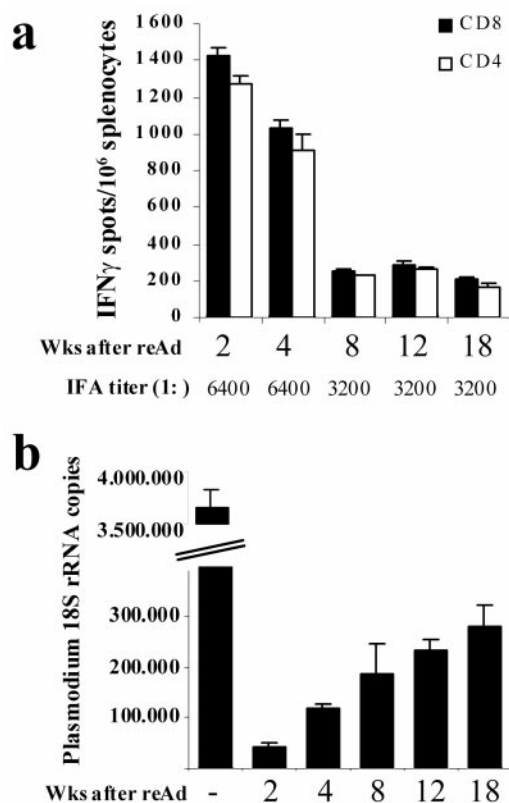 a
IFNγ spots/10⁶ splenocytes
1 600
1 400
1 200
1 000
800
600
400
200
0
CD8
CD4
Wks after reAd 2 4 8 12 18
IFA titer (1: ) 6400 6400 3200 3200 3200
b
Plasmodium 18S rRNA copies
4.000.000
3.500.000
300.000
200.000
100.000
Wks after reAd - 2 4 8 12 18